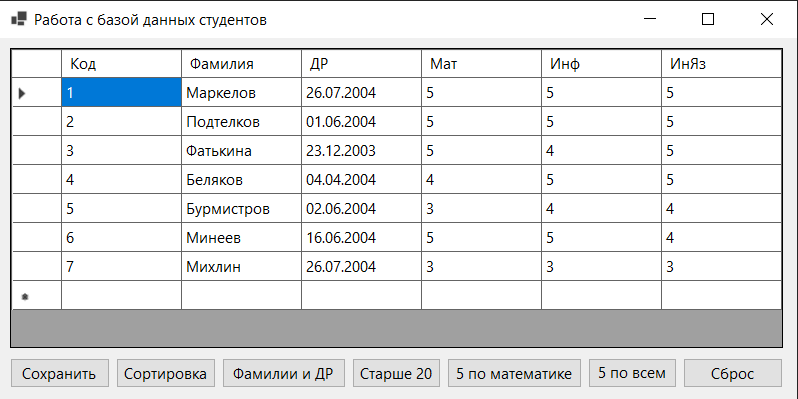 Работа с базой данных студентов
Код Фамилия ДР Мат Инф ИнЯз
1 Маркелов 26.07.2004 5 5 5
2 Подтелков 01.06.2004 5 5 5
3 Фатькина 23.12.2003 5 4 5
4 Беляков 04.04.2004 4 5 5
5 Бурмистров 02.06.2004 3 4 4
6 Минеев 16.06.2004 5 5 4
7 Михлин 26.07.2004 3 3 3
Сохранить Сортировка Фамилии и ДР Старше 20 5 по математике 5 по всем Сброс